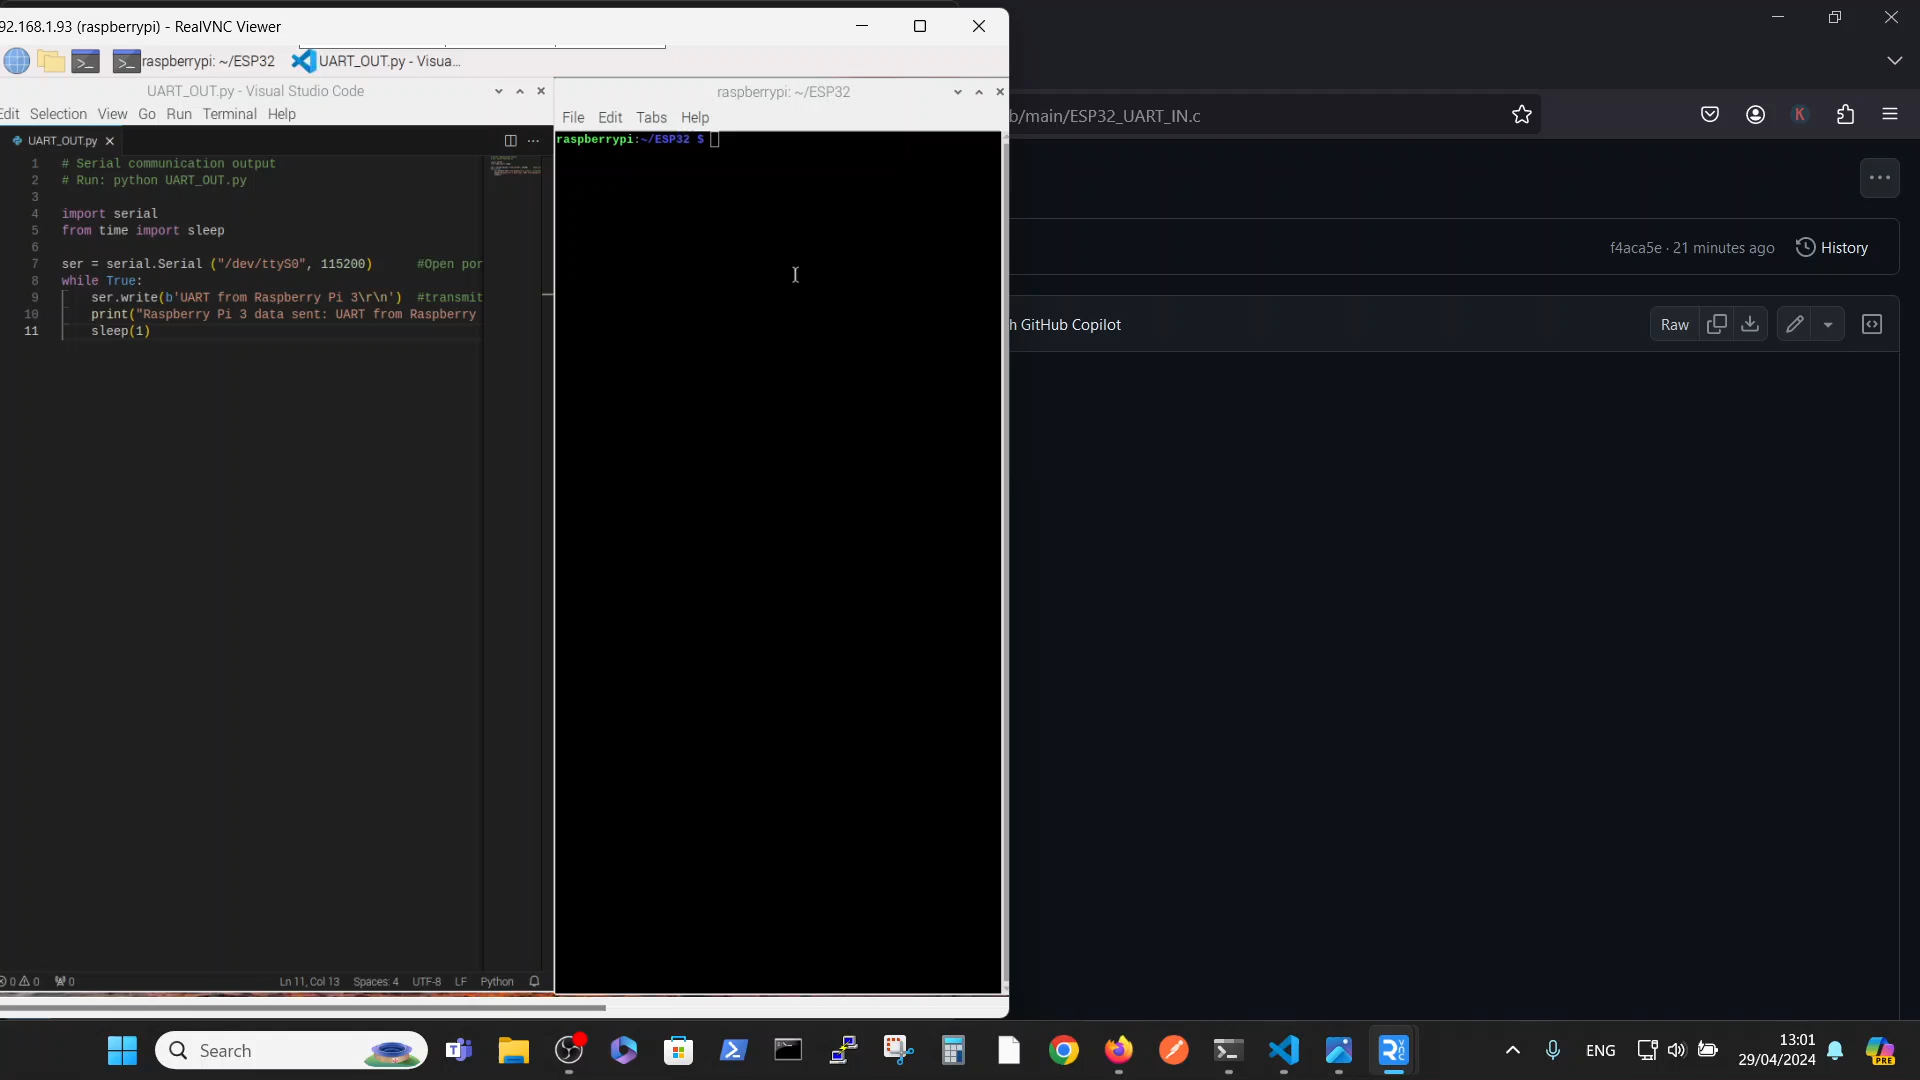 92.168.1.93 (raspberrypi) - RealVNC Viewer
raspberrypi: ~/ESP32
UART_OUT.py - Visua...
UART_OUT.py - Visual Studio Code
Edit Selection View Go Run Terminal Help
UART_OUT.py
1 # Serial communication output
2 # Run: python UART_OUT.py
3
4 import serial
5 from time import sleep
6
7 ser = serial.Serial ("/dev/ttyS0", 115200) #Open por
8 while True:
9 ser.write(b'UART from Raspberry Pi 3\r\n') #transmit
10 print("Raspberry Pi 3 data sent: UART from Raspberry
11 sleep(1)
0 0 0 Ln 11, Col 13 Spaces: 4 UTF-8 LF Python
raspberrypi: ~/ESP32
File Edit Tabs Help
raspberrypi:~/ESP32 $
b/main/ESP32_UART_IN.c
K
f4aca5e · 21 minutes ago History
h GitHub Copilot
Raw
Search
ENG
13:01
29/04/2024
PRE